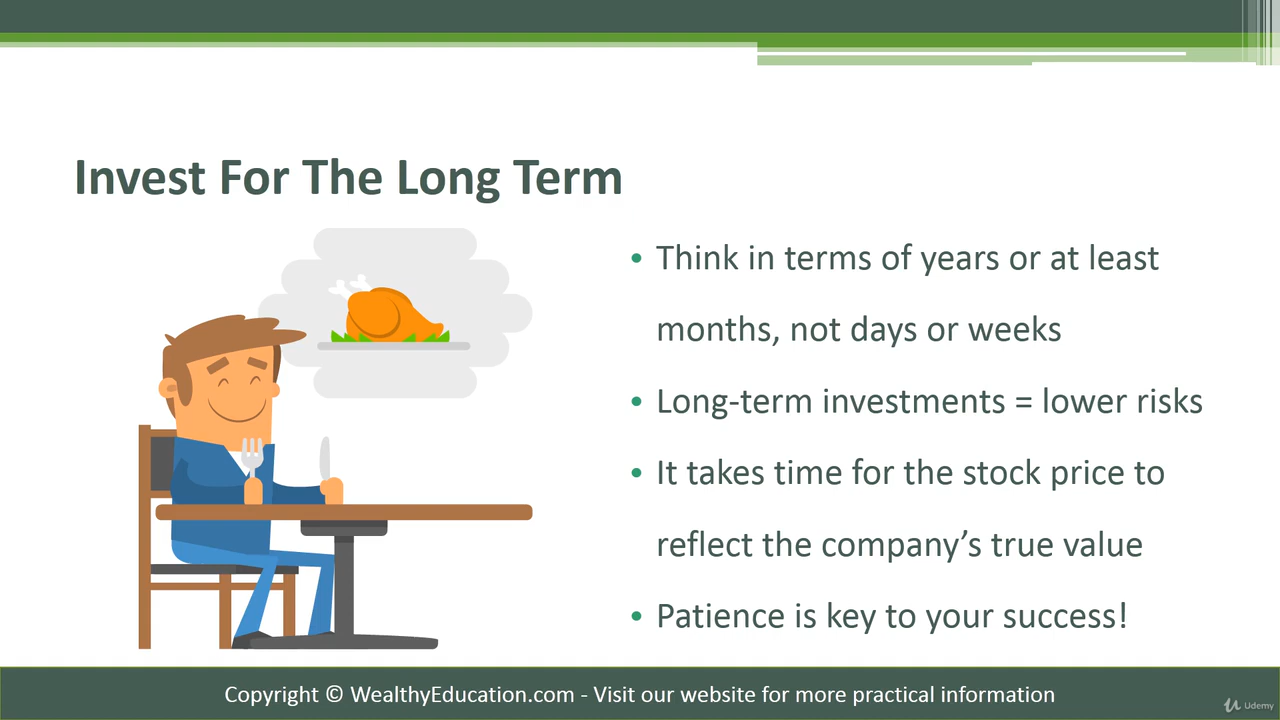 Invest For The Long Term
• Think in terms of years or at least
months, not days or weeks
• Long-term investments = lower risks
• It takes time for the stock price to
reflect the company’s true value
• Patience is key to your success!
Copyright © WealthyEducation.com - Visit our website for more practical information
Udemy